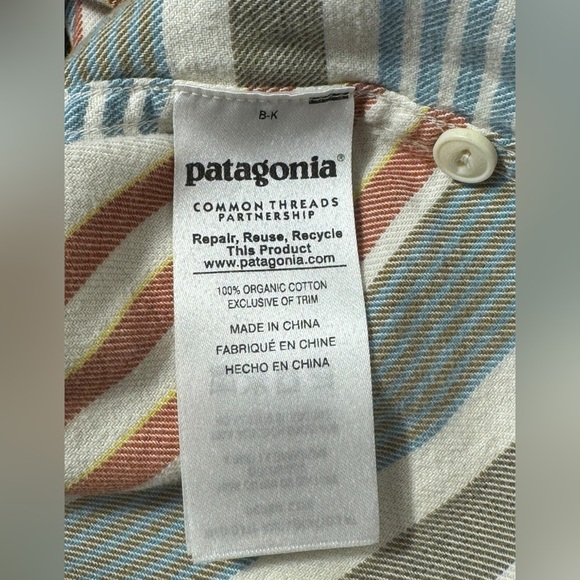 B-K
patagonia®
COMMON THREADS
PARTNERSHIP
Repair, Reuse, Recycle
This Product
www.patagonia.com
100% ORGANIC COTTON
EXCLUSIVE OF TRIM
MADE IN CHINA
FABRIQUÉ EN CHINE
HECHO EN CHINA